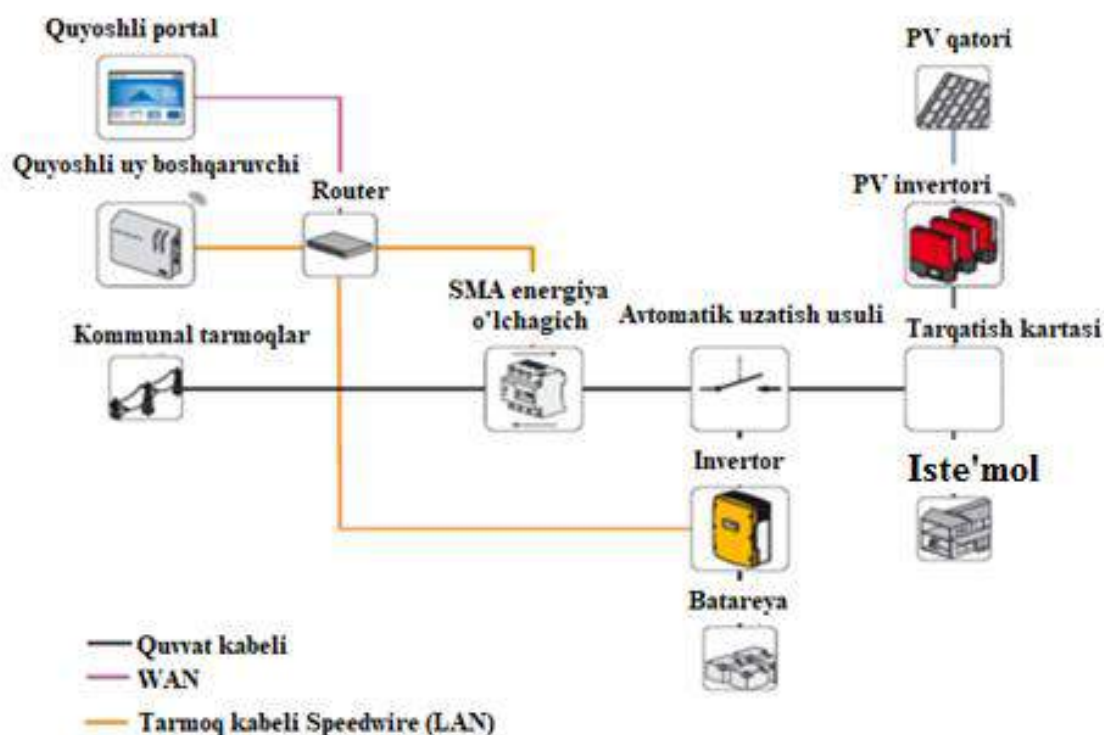 Quyoshli portal
PV qatori
Quyoshli uy boshqaruvchi
Router
PV invertori
SMA energiya
o'lchagich
Avtomatik uzatish usuli
Tarqatish kartasi
Kommunal tarmoqlar
Invertor
Iste'mol
Batareya
Quvvat kabeli
WAN
Tarmoq kabeli Speedwire (LAN)